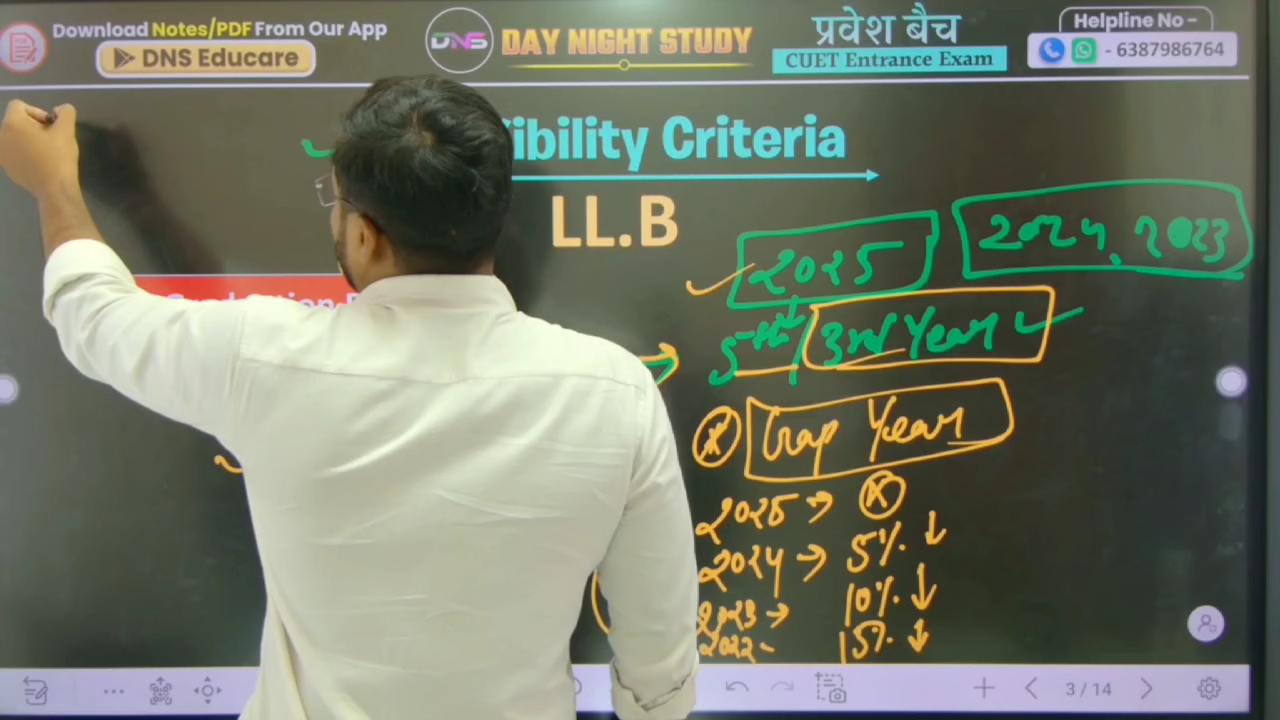 Download Notes/PDF From Our App
DNS Educare
DNS
DAY NIGHT STUDY
प्रवेश बैच
CUET Entrance Exam
Helpline No -
- 6387986764
ibility Criteria
LL.B
2025
2024, 2023
5th / 3rd Year
Gap Year
2025 →
2024 → 5% ↓
2023 → 10% ↓
2022 - 15% ↓
3 / 14